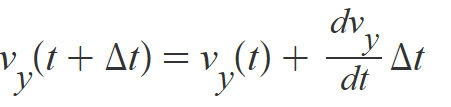 v_y(t + Δt) = v_y(t) + dv_y/dt Δt